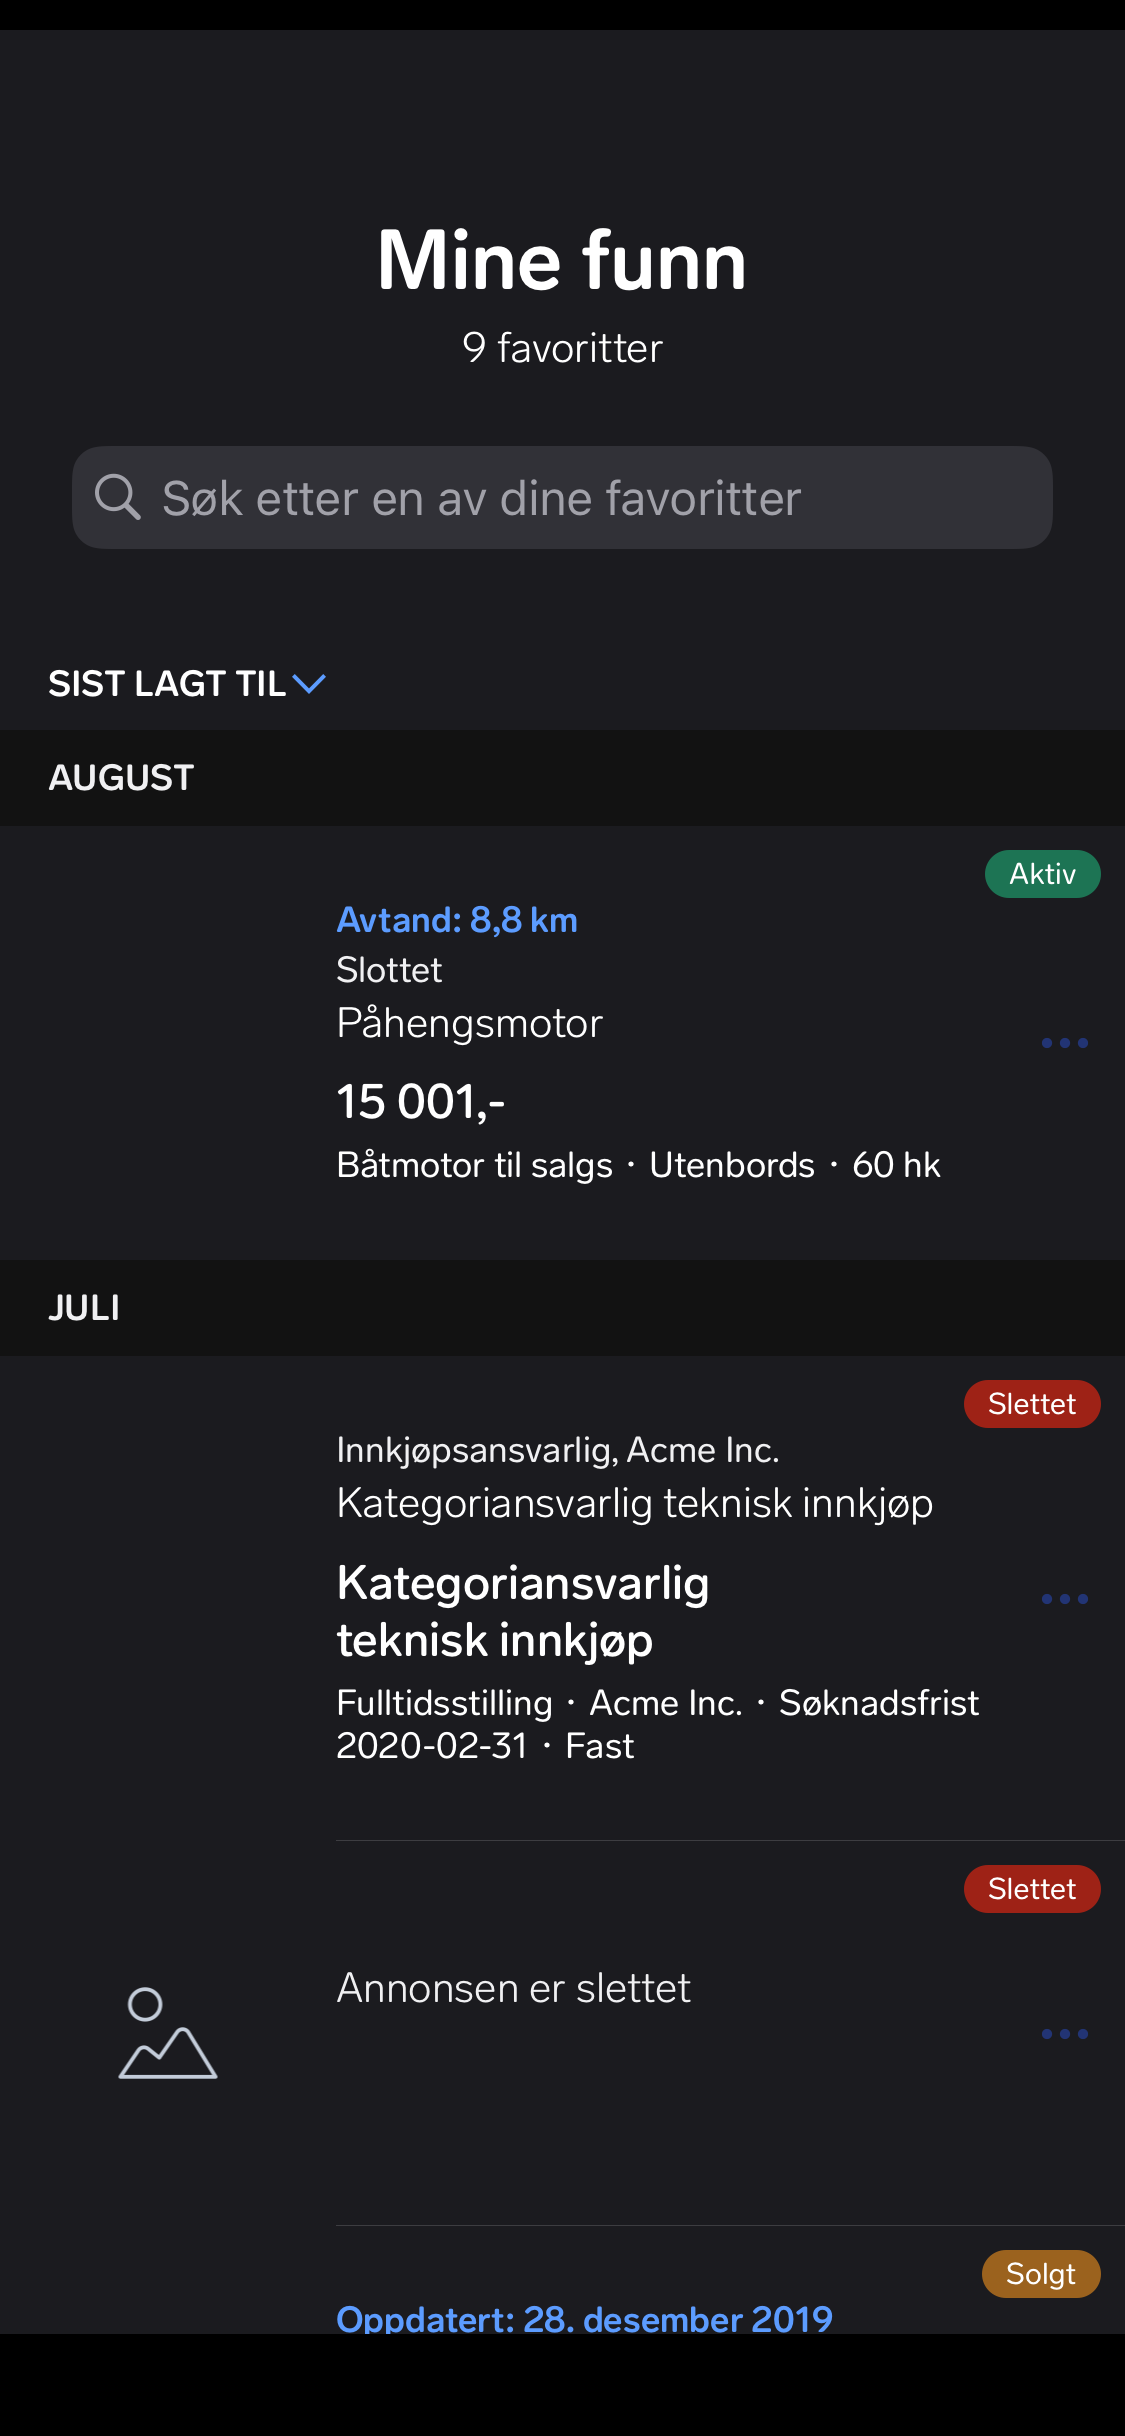 Mine funn
9 favoritter
Søk etter en av dine favoritter
SIST LAGT TIL
AUGUST
Aktiv
Avtand: 8,8 km
Slottet
Påhengsmotor
15 001,-
Båtmotor til salgs · Utenbords · 60 hk
JULI
Slettet
Innkjøpsansvarlig, Acme Inc.
Kategoriansvarlig teknisk innkjøp
Kategoriansvarlig
teknisk innkjøp
Fulltidsstilling · Acme Inc. · Søknadsfrist
2020-02-31 · Fast
Slettet
Annonsen er slettet
Solgt
Oppdatert: 28. desember 2019